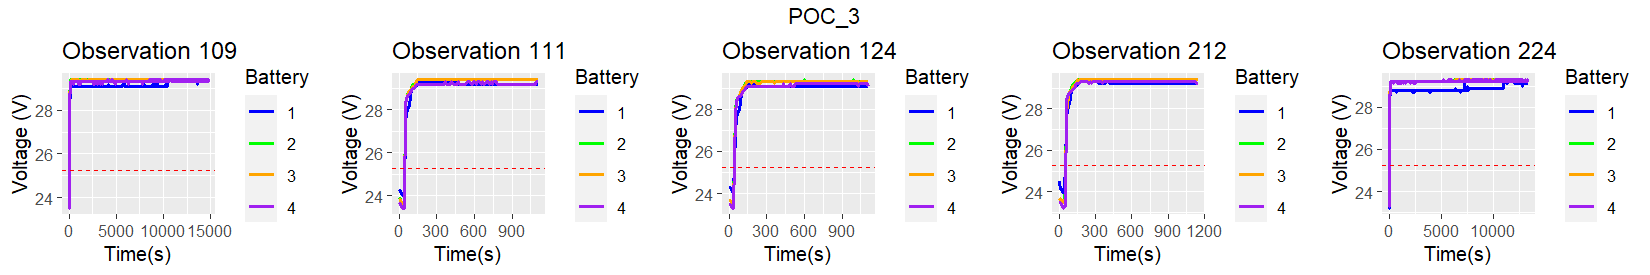 POC_3
Observation 109
Voltage (V)
28
26
24
0 5000 10000 15000
Time(s)
Battery
1
2
3
4
Observation 111
Voltage (V)
28
26
24
0 300 600 900
Time(s)
Battery
1
2
3
4
Observation 124
Voltage (V)
28
26
24
0 300 600 900
Time(s)
Battery
1
2
3
4
Observation 212
Voltage (V)
28
26
24
0 300 600 900 1200
Time(s)
Battery
1
2
3
4
Observation 224
Voltage (V)
28
26
24
0 5000 10000
Time(s)
Battery
1
2
3
4